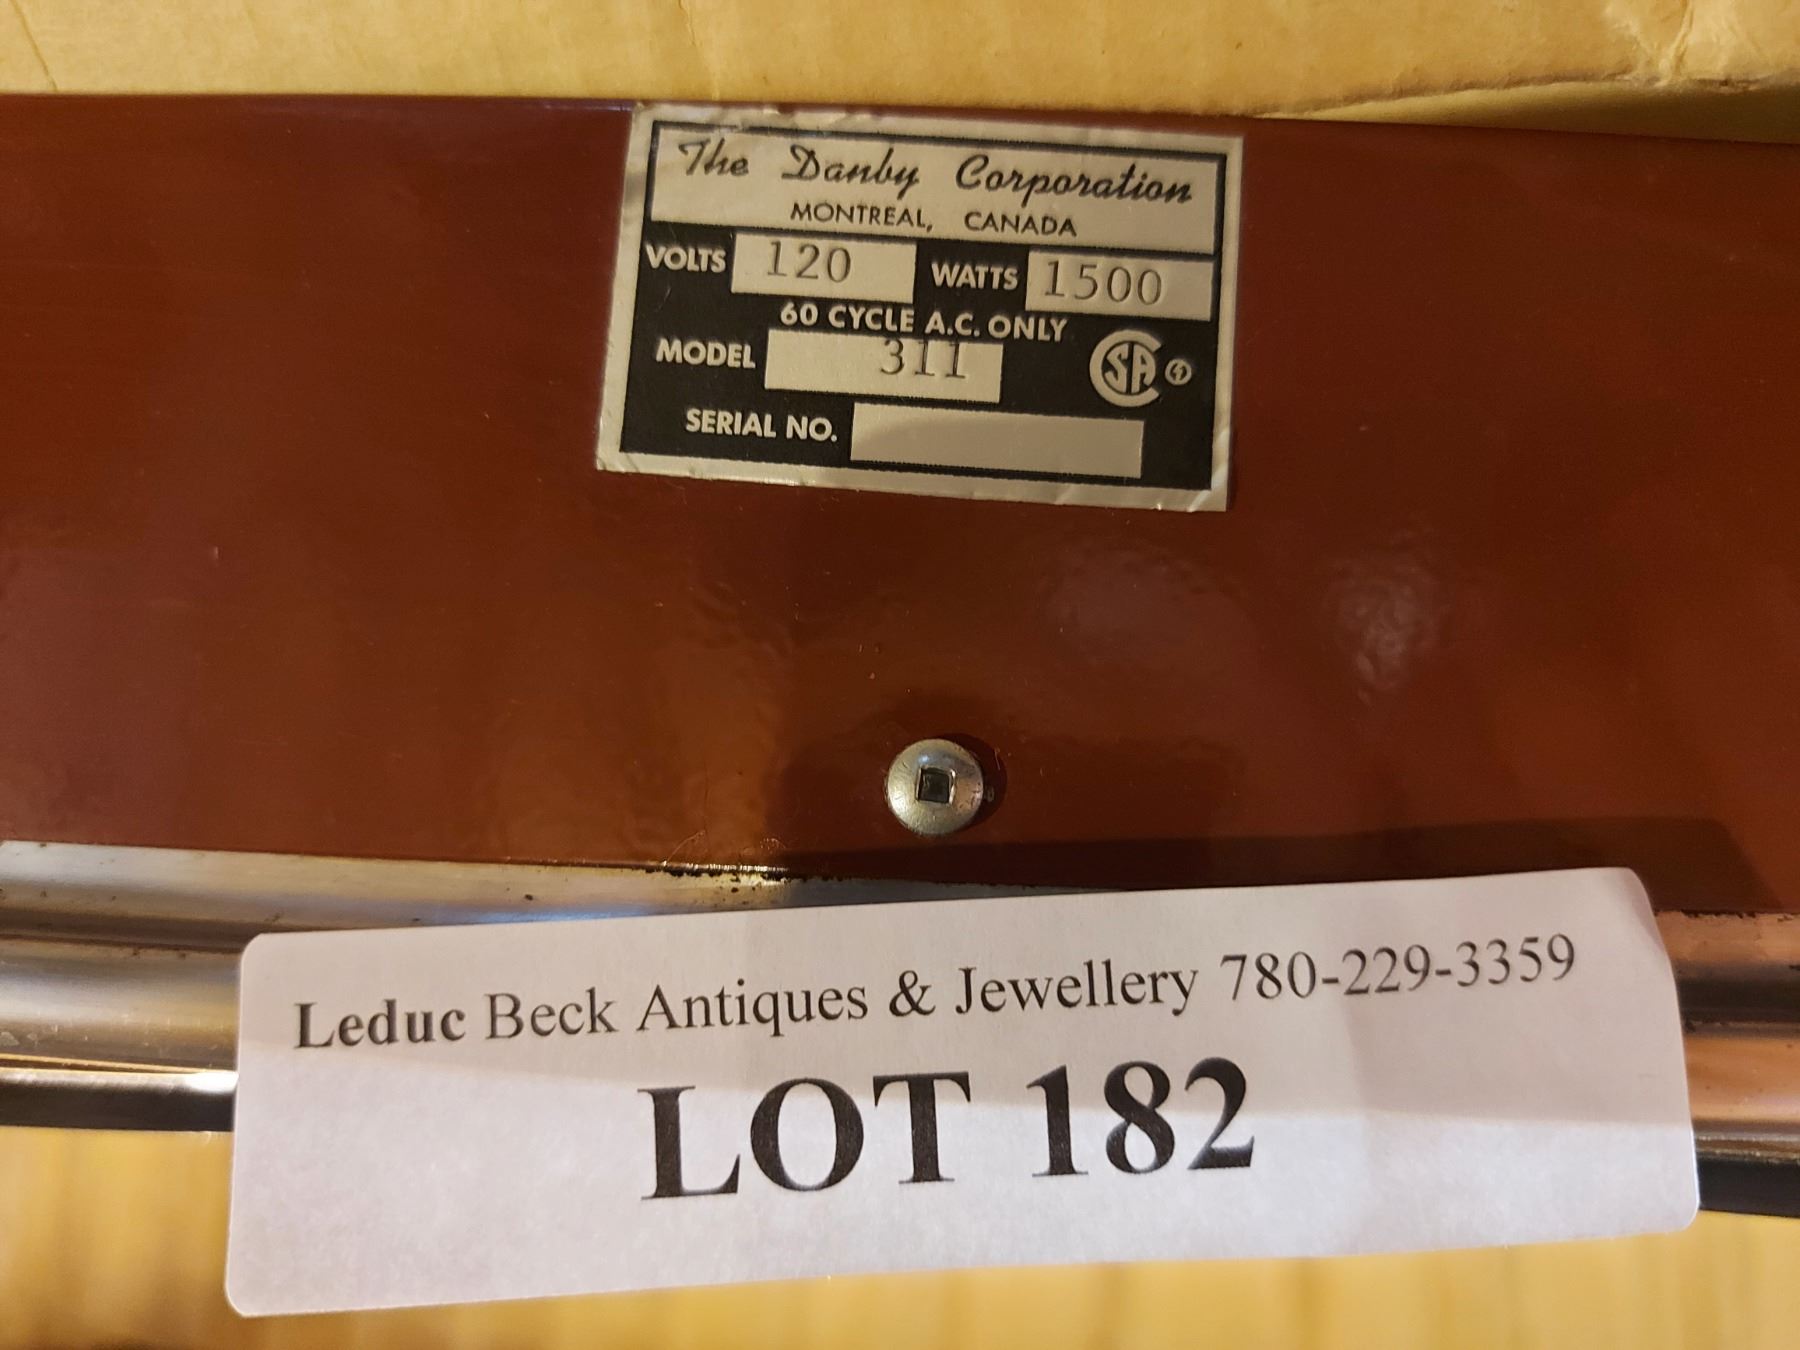 The Danby Corporation
MONTREAL, CANADA
VOLTS 120 WATTS 1500
60 CYCLE A.C. ONLY
MODEL 311
CSA
SERIAL NO.
Leduc Beck Antiques & Jewellery 780-229-3359
LOT 182